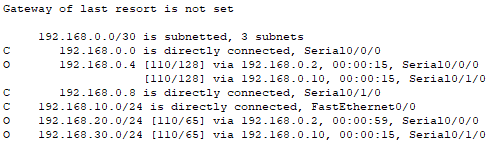 Gateway of last resort is not set
192.168.0.0/30 is subnetted, 3 subnets
C 192.168.0.0 is directly connected, Serial0/0/0
O 192.168.0.4 [110/128] via 192.168.0.2, 00:00:15, Serial0/0/0
[110/128] via 192.168.0.10, 00:00:15, Serial0/1/0
C 192.168.0.8 is directly connected, Serial0/1/0
C 192.168.10.0/24 is directly connected, FastEthernet0/0
O 192.168.20.0/24 [110/65] via 192.168.0.2, 00:00:59, Serial0/0/0
O 192.168.30.0/24 [110/65] via 192.168.0.10, 00:00:15, Serial0/1/0